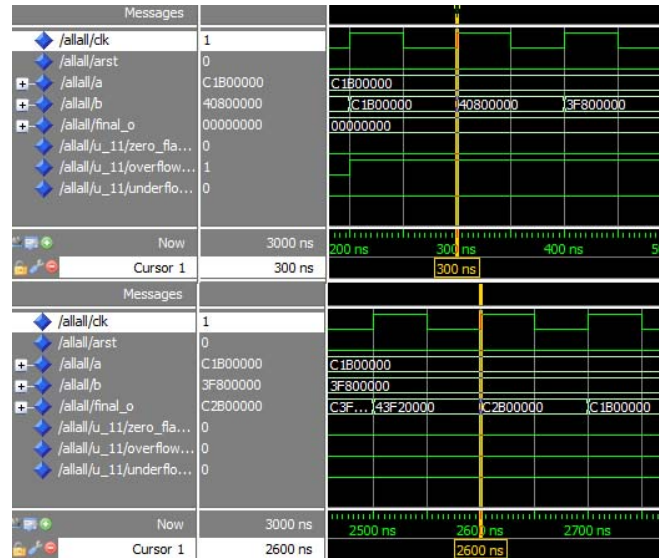 Messages
/allall/clk 1
/allall/arst 0
/allall/a C1B00000 C1B00000
/allall/b 40800000 C1B00000 40800000 3F800000
/allall/final_o 00000000 00000000
/allall/u_11/zero_fla... 0
/allall/u_11/overflow... 1
/allall/u_11/underflo... 0
Now 3000 ns 200 ns 300 ns 400 ns 5
Cursor 1 300 ns 300 ns
Messages
/allall/clk 1
/allall/arst 0
/allall/a C1B00000 C1B00000
/allall/b 3F800000 3F800000
/allall/final_o C2B00000 C3F... 43F20000 C2B00000 C1B00000
/allall/u_11/zero_fla... 0
/allall/u_11/overflow... 0
/allall/u_11/underflo... 0
Now 3000 ns 2500 ns 2600 ns 2700 ns
Cursor 1 2600 ns 2600 ns